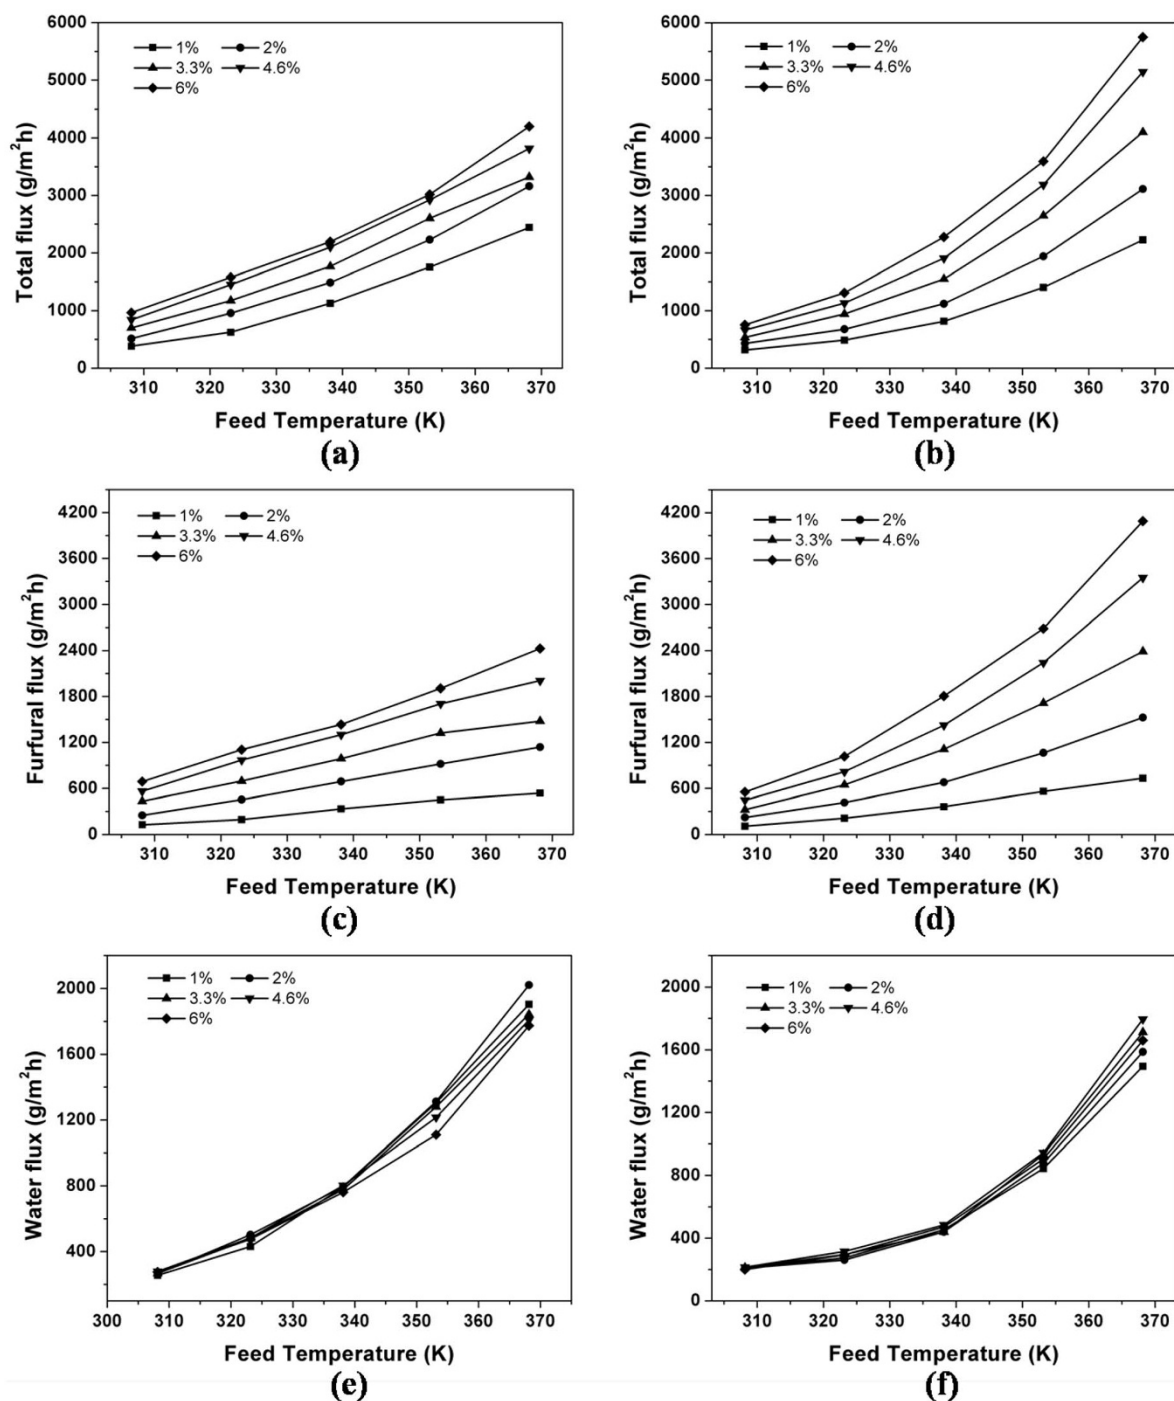 6000
5000
4000
3000
2000
1000
0
Total flux (g/m²h)
1% 2%
3.3% 4.6%
6%
310 320 330 340 350 360 370
Feed Temperature (K)
(a)
6000
5000
4000
3000
2000
1000
0
Total flux (g/m²h)
1% 2%
3.3% 4.6%
6%
310 320 330 340 350 360 370
Feed Temperature (K)
(b)
4200
3600
3000
2400
1800
1200
600
0
Furfural flux (g/m²h)
1% 2%
3.3% 4.6%
6%
310 320 330 340 350 360 370
Feed Temperature (K)
(c)
4200
3600
3000
2400
1800
1200
600
0
Furfural flux (g/m²h)
1% 2%
3.3% 4.6%
6%
310 320 330 340 350 360 370
Feed Temperature (K)
(d)
2000
1600
1200
800
400
Water flux (g/m²h)
1% 2%
3.3% 4.6%
6%
300 310 320 330 340 350 360 370
Feed Temperature (K)
(e)
2000
1600
1200
800
400
0
Water flux (g/m²h)
1% 2%
3.3% 4.6%
6%
310 320 330 340 350 360 370
Feed Temperature (K)
(f)